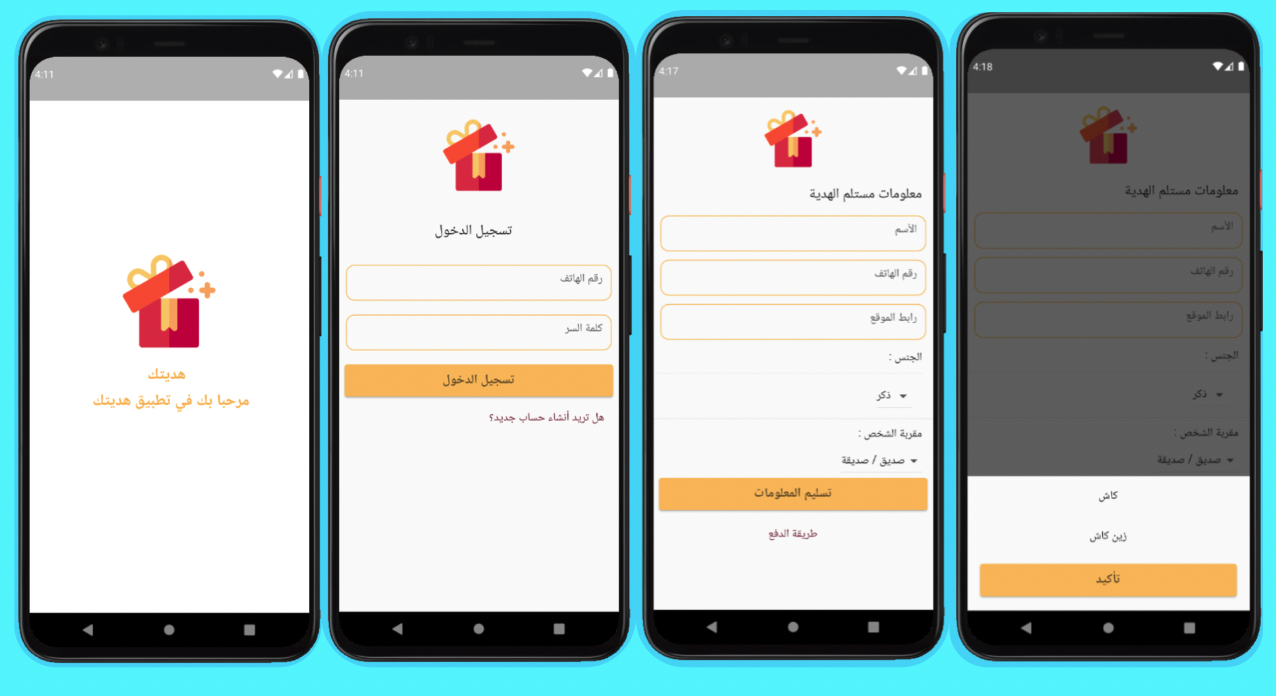 4:11
هديتك
مرحبا بك في تطبيق هديتك
4:11
تسجيل الدخول
رقم الهاتف
كلمة السر
تسجيل الدخول
هل تريد أنشاء حساب جديد؟
4:17
معلومات مستلم الهدية
الأسم
رقم الهاتف
رابط الموقع
الجنس :
ذكر
مقربة الشخص :
صديق / صديقة
تسليم المعلومات
طريقة الدفع
4:18
معلومات مستلم الهدية
الأسم
رقم الهاتف
رابط الموقع
الجنس :
ذكر
مقربة الشخص :
صديق / صديقة
كاش
زين كاش
تأكيد